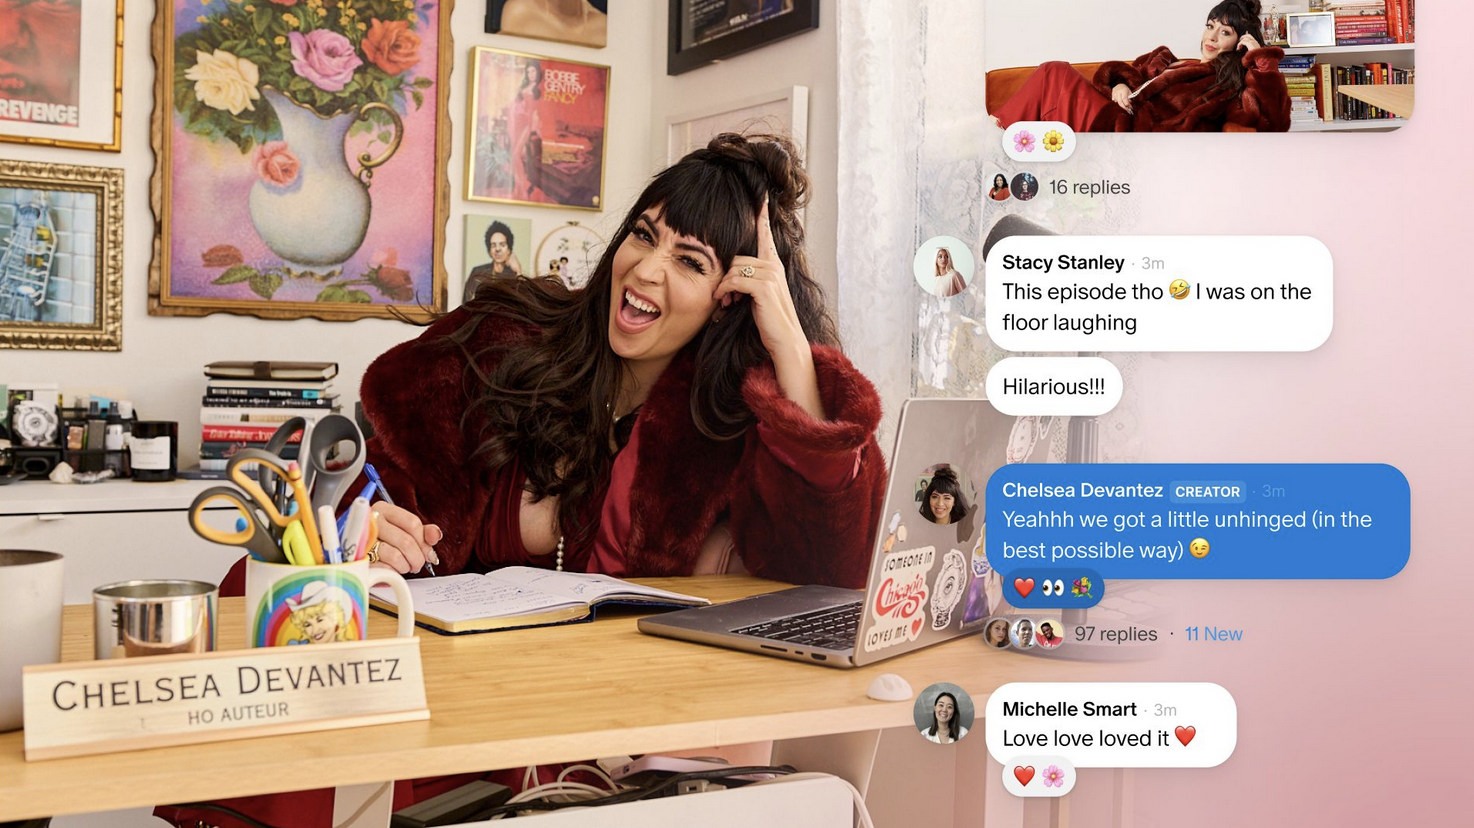 REVENGE
BOBBIE
GENTRY
FANCY
16 replies
Stacy Stanley · 3m
This episode tho 🤣 I was on the
floor laughing
Hilarious!!!
Chelsea Devantez CREATOR · 3m
Yeahhh we got a little unhinged (in the
best possible way) 😉
97 replies · 11 New
Michelle Smart · 3m
Love love loved it ❤️
SOMEONE IN
Chicago
LOVES ME
CHELSEA DEVANTEZ
HO AUTEUR